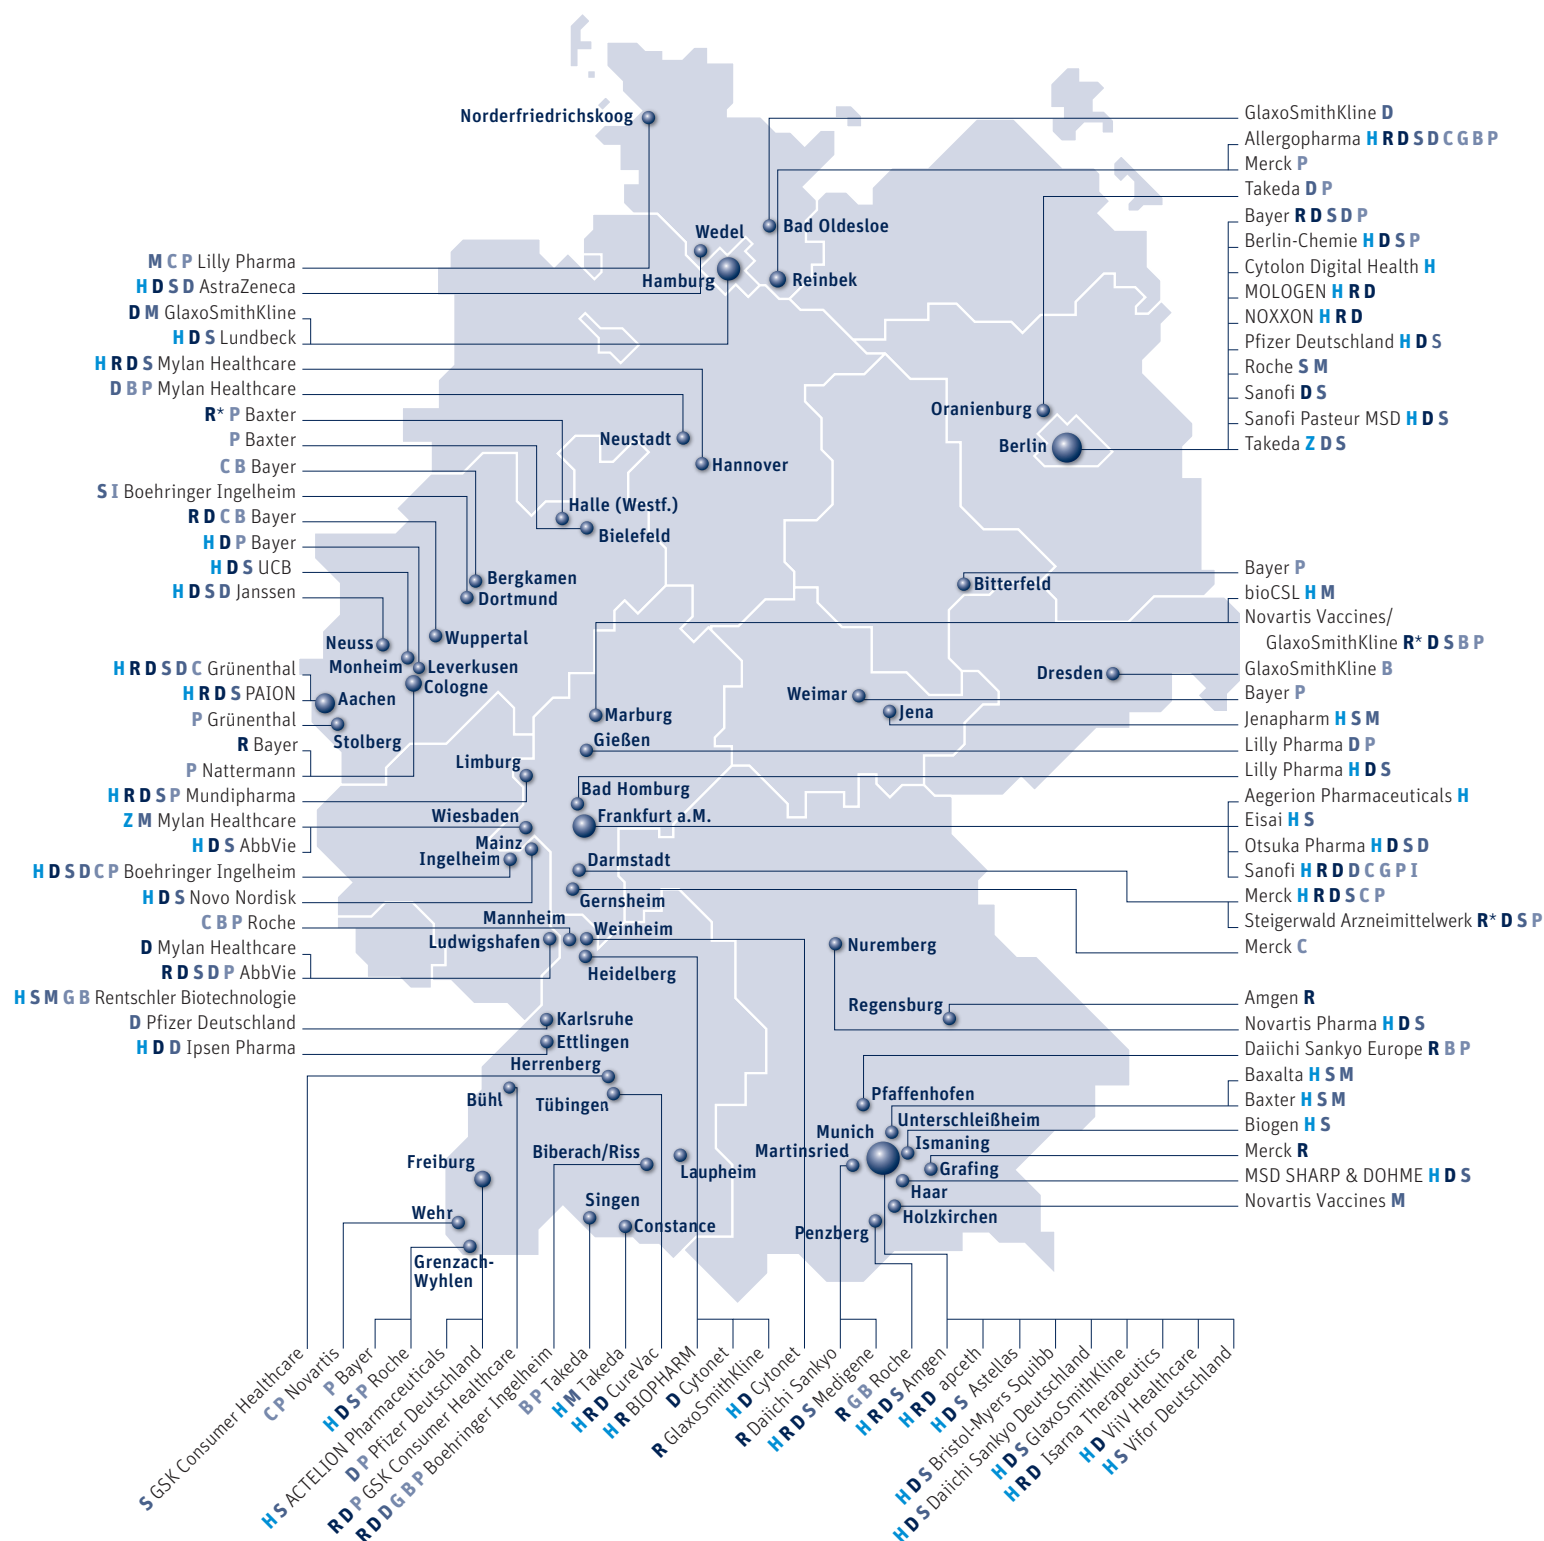 Norderfriedrichskoog
Wedel
Bad Oldesloe
Hamburg
Reinbek
Oranienburg
Berlin
Neustadt
Hannover
Halle (Westf.)
Bielefeld
Bergkamen
Dortmund
Bitterfeld
Wuppertal
Neuss
Monheim
Leverkusen
Cologne
Aachen
Stolberg
Dresden
Weimar
Jena
Marburg
Gießen
Limburg
Bad Homburg
Wiesbaden
Frankfurt a.M.
Mainz
Ingelheim
Darmstadt
Gernsheim
Mannheim
Weinheim
Ludwigshafen
Heidelberg
Nuremberg
Regensburg
Karlsruhe
Ettlingen
Herrenberg
Bühl
Tübingen
Pfaffenhofen
Unterschleißheim
Munich
Ismaning
Martinsried
Grafing
Haar
Holzkirchen
Penzberg
Biberach/Riss
Laupheim
Freiburg
Singen
Constance
Wehr
Grenzach-
Wyhlen
M C P Lilly Pharma
H D S D AstraZeneca
D M GlaxoSmithKline
H D S Lundbeck
H R D S Mylan Healthcare
D B P Mylan Healthcare
R* P Baxter
P Baxter
C B Bayer
S I Boehringer Ingelheim
R D C B Bayer
H D P Bayer
H D S UCB
H D S D Janssen
H R D S D C Grünenthal
H R D S PAION
P Grünenthal
R Bayer
P Nattermann
H R D S P Mundipharma
Z M Mylan Healthcare
H D S AbbVie
H D S D C P Boehringer Ingelheim
H D S Novo Nordisk
C B P Roche
D Mylan Healthcare
R D S D P AbbVie
H S M G B Rentschler Biotechnologie
D Pfizer Deutschland
H D D Ipsen Pharma
GlaxoSmithKline D
Allergopharma H R D S D C G B P
Merck P
Takeda D P
Bayer R D S D P
Berlin-Chemie H D S P
Cytolon Digital Health H
MOLOGEN H R D
NOXXON H R D
Pfizer Deutschland H D S
Roche S M
Sanofi D S
Sanofi Pasteur MSD H D S
Takeda Z D S
Bayer P
bioCSL H M
Novartis Vaccines/
GlaxoSmithKline R* D S B P
GlaxoSmithKline B
Bayer P
Jenapharm H S M
Lilly Pharma D P
Lilly Pharma H D S
Aegerion Pharmaceuticals H
Eisai H S
Otsuka Pharma H D S D
Sanofi H R D D C G P I
Merck H R D S C P
Steigerwald Arzneimittelwerk R* D S P
Merck C
Amgen R
Novartis Pharma H D S
Daiichi Sankyo Europe R B P
Baxalta H S M
Baxter H S M
Biogen H S
Merck R
MSD SHARP & DOHME H D S
Novartis Vaccines M
S GSK Consumer Healthcare
C P Novartis
P Bayer
H D S P Roche
H S ACTELION Pharmaceuticals
D P Pfizer Deutschland
R D P GSK Consumer Healthcare
R D D G B P Boehringer Ingelheim
B P Takeda
H M Takeda
H R D CureVac
H R BIOPHARM
D Cytonet
R GlaxoSmithKline
H D Cytonet
R Daiichi Sankyo
H R D S Medigene
R G B Roche
H R D S Amgen
H R D apceth
H D S Astellas
H D S Bristol-Myers Squibb
H D S Daiichi Sankyo Deutschland
H D S GlaxoSmithKline
H R D Isarna Therapeutics
H D ViiV Healthcare
H S Vifor Deutschland